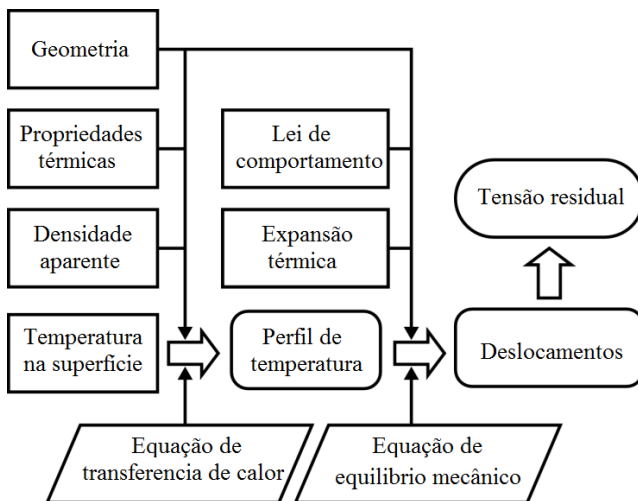 Geometria
Propriedades
térmicas
Lei de
comportamento
Tensão residual
Densidade
aparente
Expansão
térmica
Temperatura
na superfície
Perfil de
temperatura
Deslocamentos
Equação de
transferencia de calor
Equação de
equilibrio mecânico